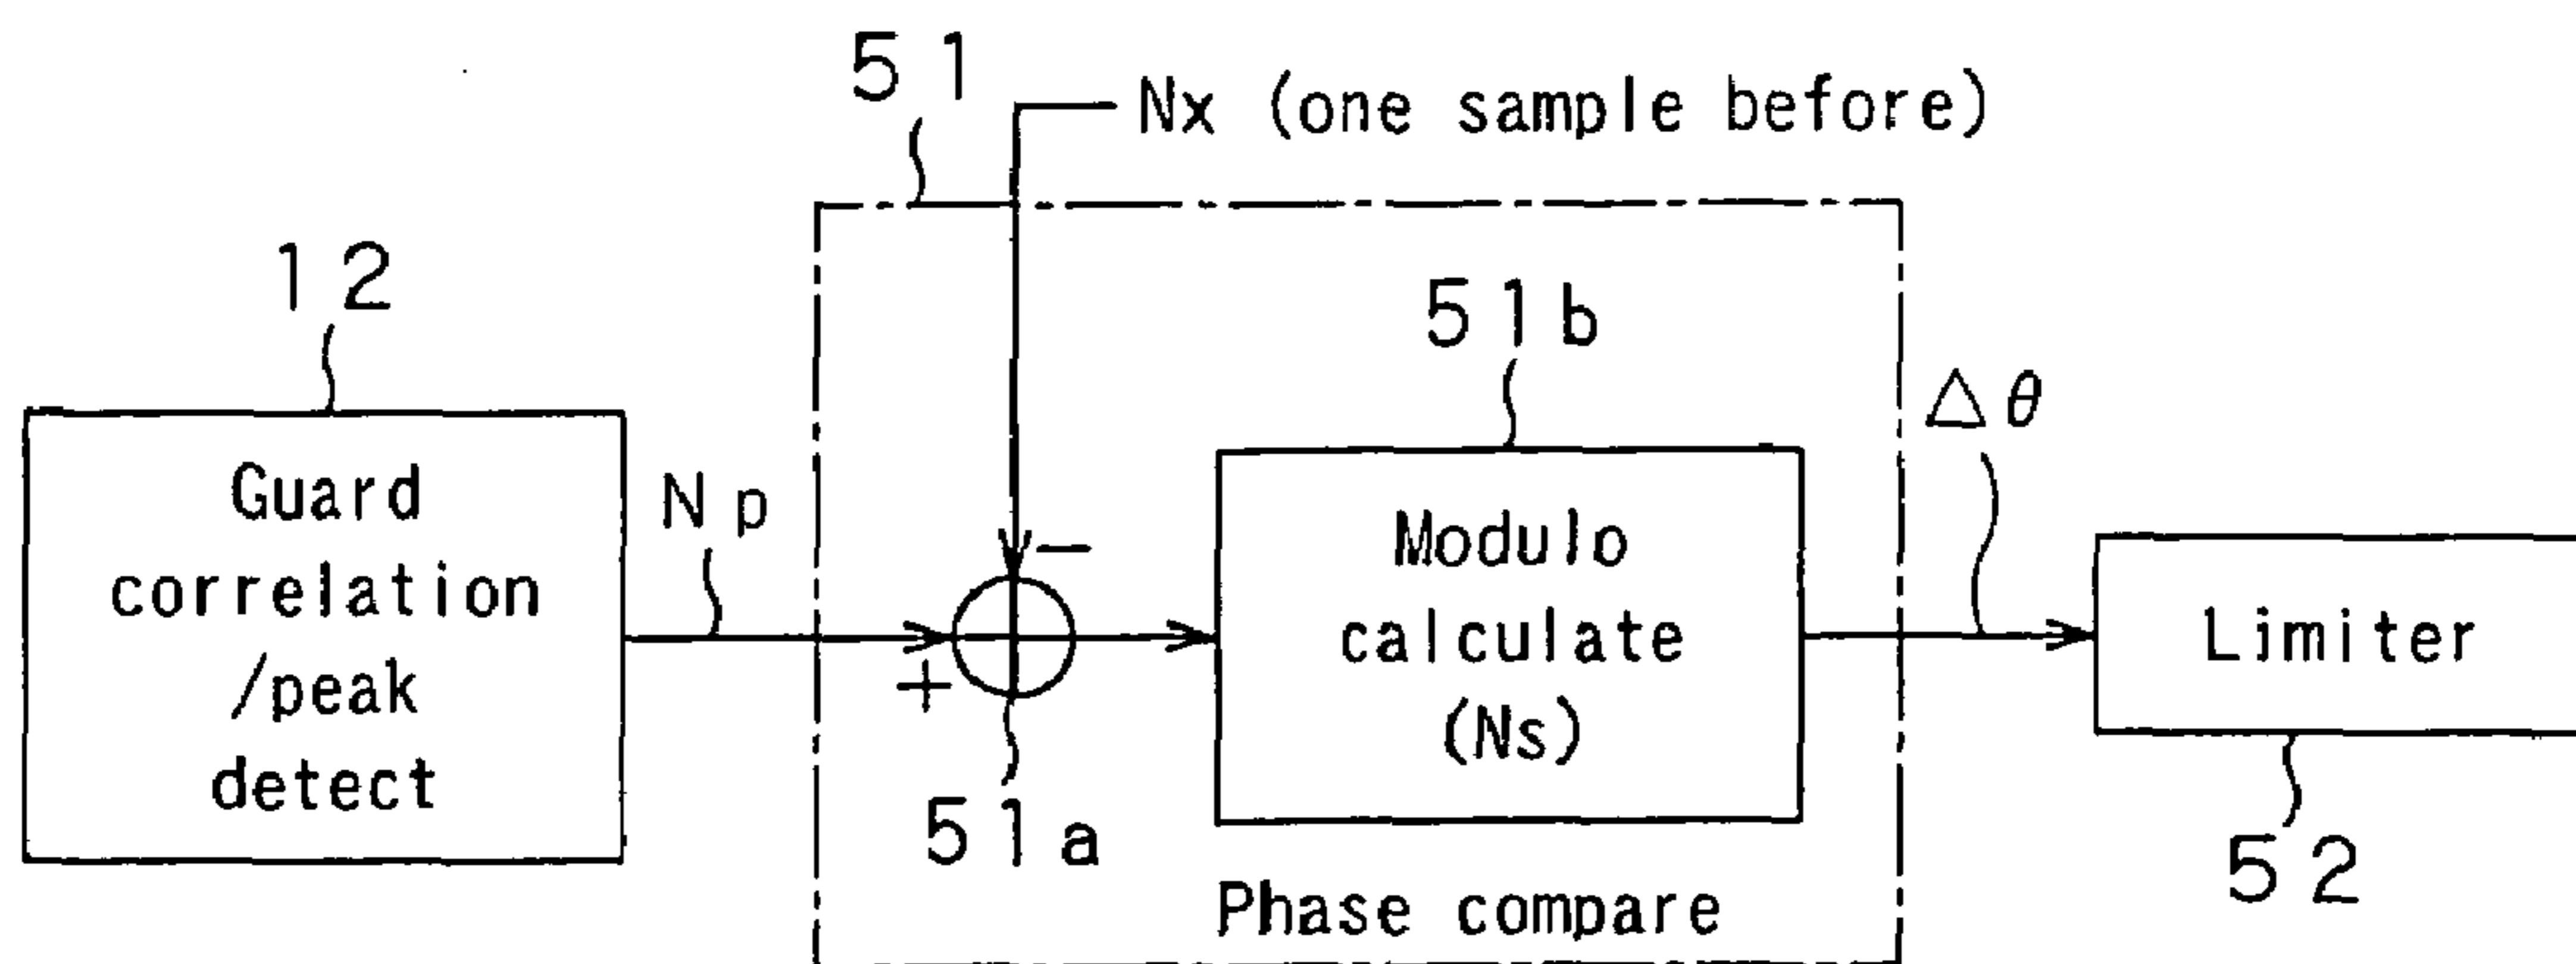 51
Nx (one sample before)
12
51b
Δθ
Guard
correlation
/peak
detect
Np
−
+
Modulo
calculate
(Ns)
Limiter
51a
52
Phase compare